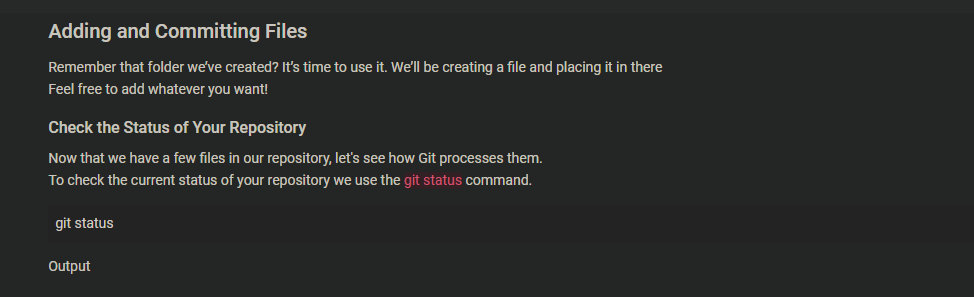 Adding and Committing Files
Remember that folder we’ve created? It’s time to use it. We’ll be creating a file and placing it in there
Feel free to add whatever you want!
Check the Status of Your Repository
Now that we have a few files in our repository, let's see how Git processes them.
To check the current status of your repository we use the git status command.
git status
Output